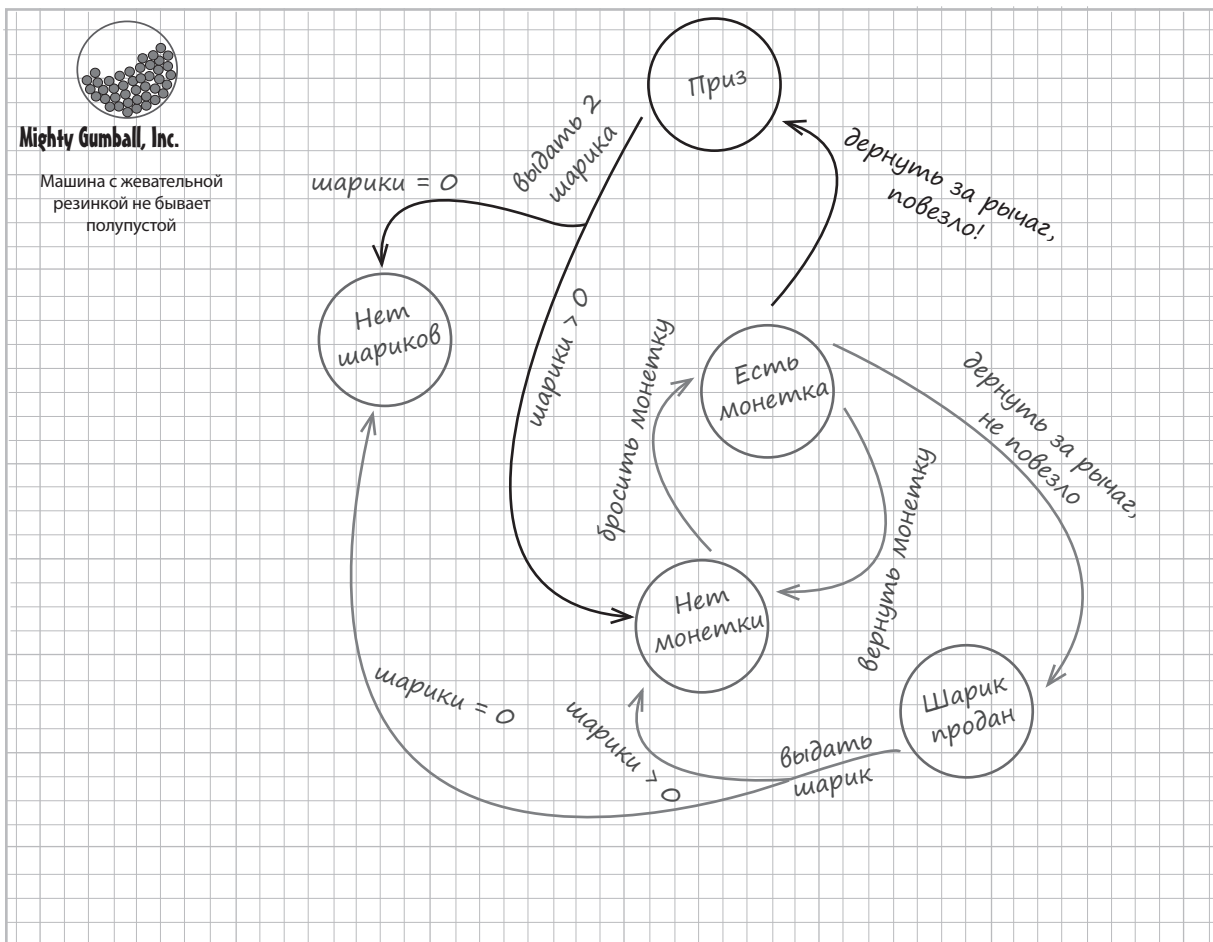 Mighty Gumball, Inc.
Машина с жевательной
резинкой не бывает
полупустой
Приз
выдать 2
шарика
дернуть за рычаг,
повезло!
шарики = 0
Нет
шариков
шарики > 0
бросить монетку
Есть
монетка
дернуть за рычаг,
не повезло
вернуть монетку
Нет
монетки
Шарик
продан
шарики = 0
шарики > 0
выдать
шарик